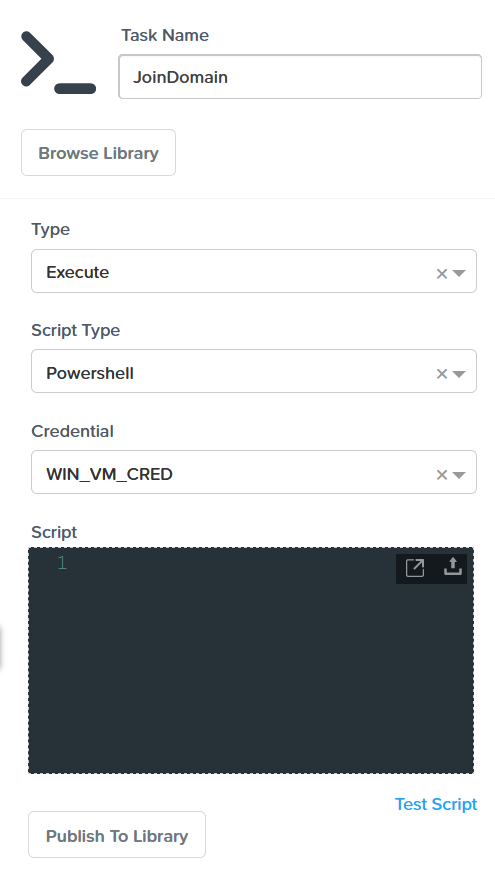 Task Name
JoinDomain
Browse Library
Type
Execute
Script Type
Powershell
Credential
WIN_VM_CRED
Script
1
Test Script
Publish To Library